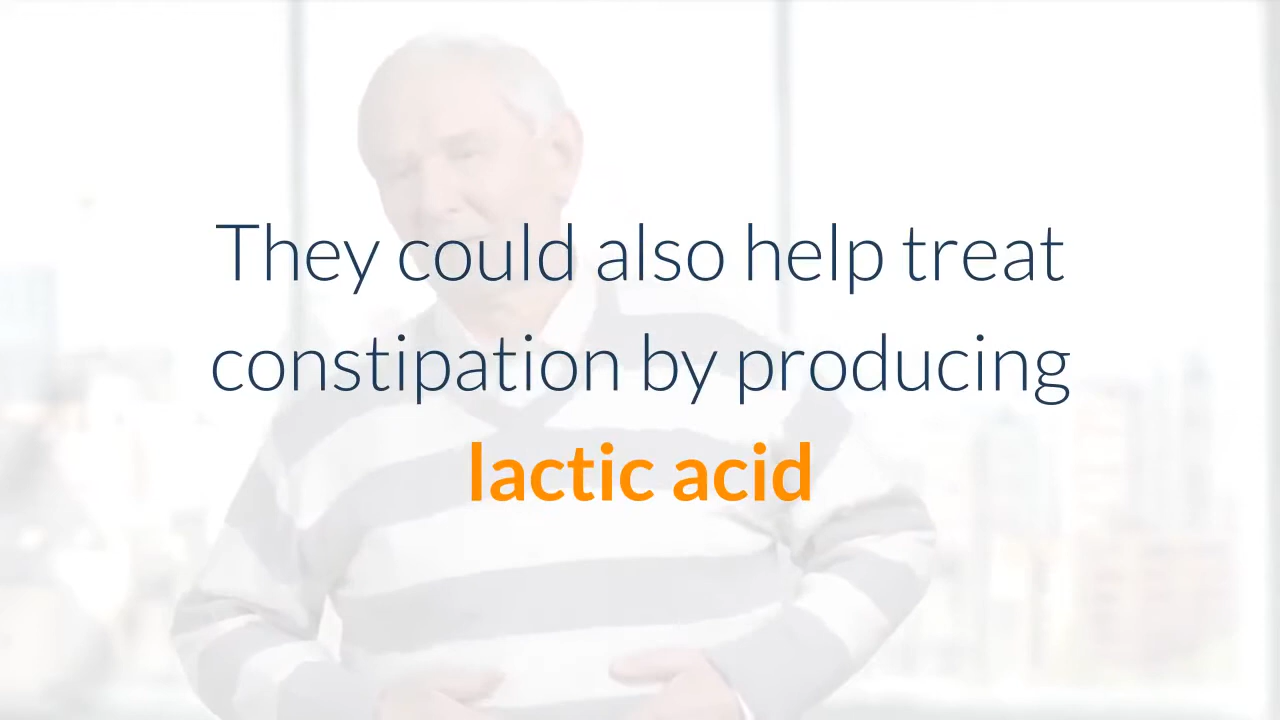 They could also help treat
constipation by producing
lactic acid